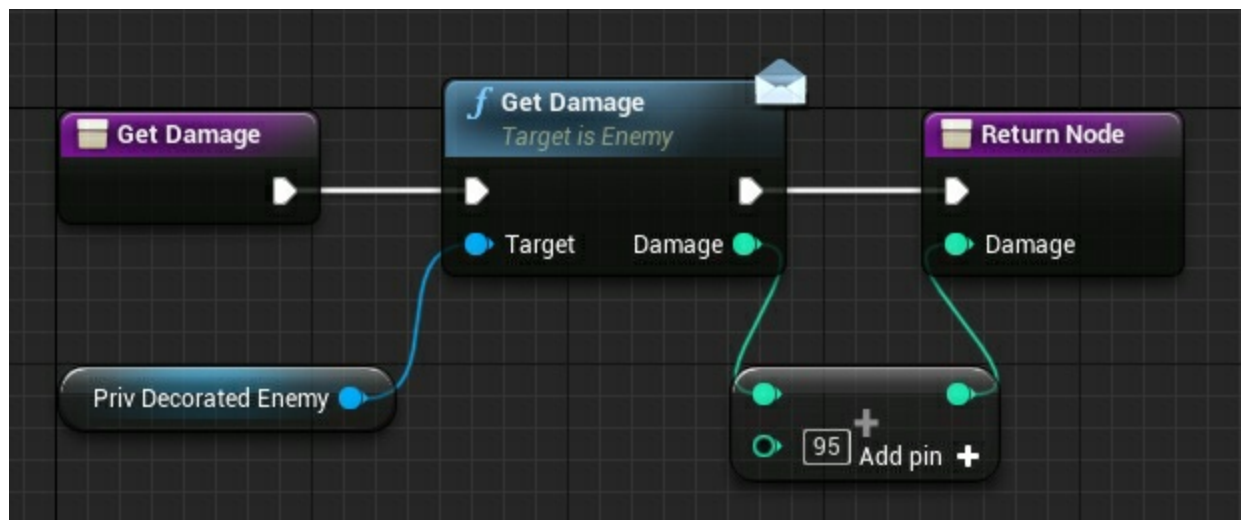 Get Damage
f Get Damage
Target is Enemy
Return Node
Target
Damage
Damage
Priv Decorated Enemy
95
Add pin